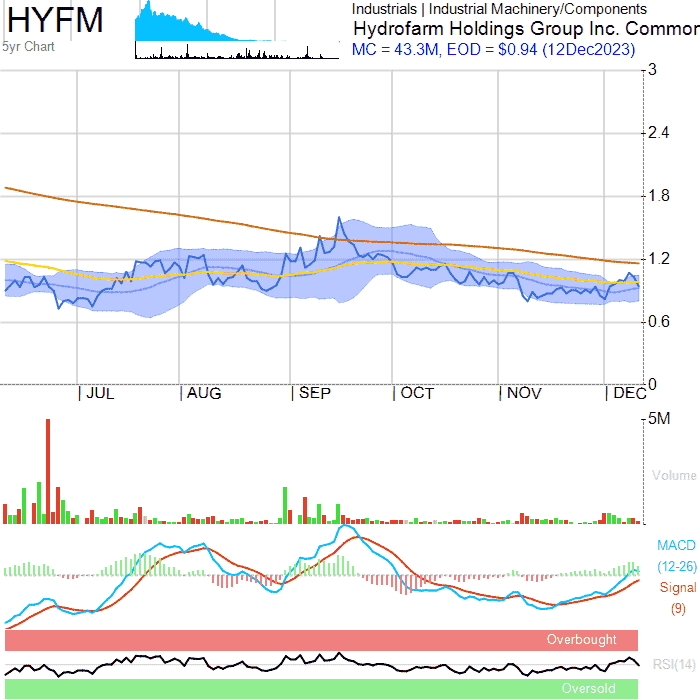 HYFM
5yr Chart
Industrials | Industrial Machinery/Components
Hydrofarm Holdings Group Inc. Common
MC = 43.3M, EOD = $0.94 (12Dec2023)
3
2.4
1.8
1.2
0.6
0
| JUL | AUG | SEP | OCT | NOV | DEC
5M
Volume
MACD
(12-26)
Signal
(9)
Overbought
RSI(14)
Oversold